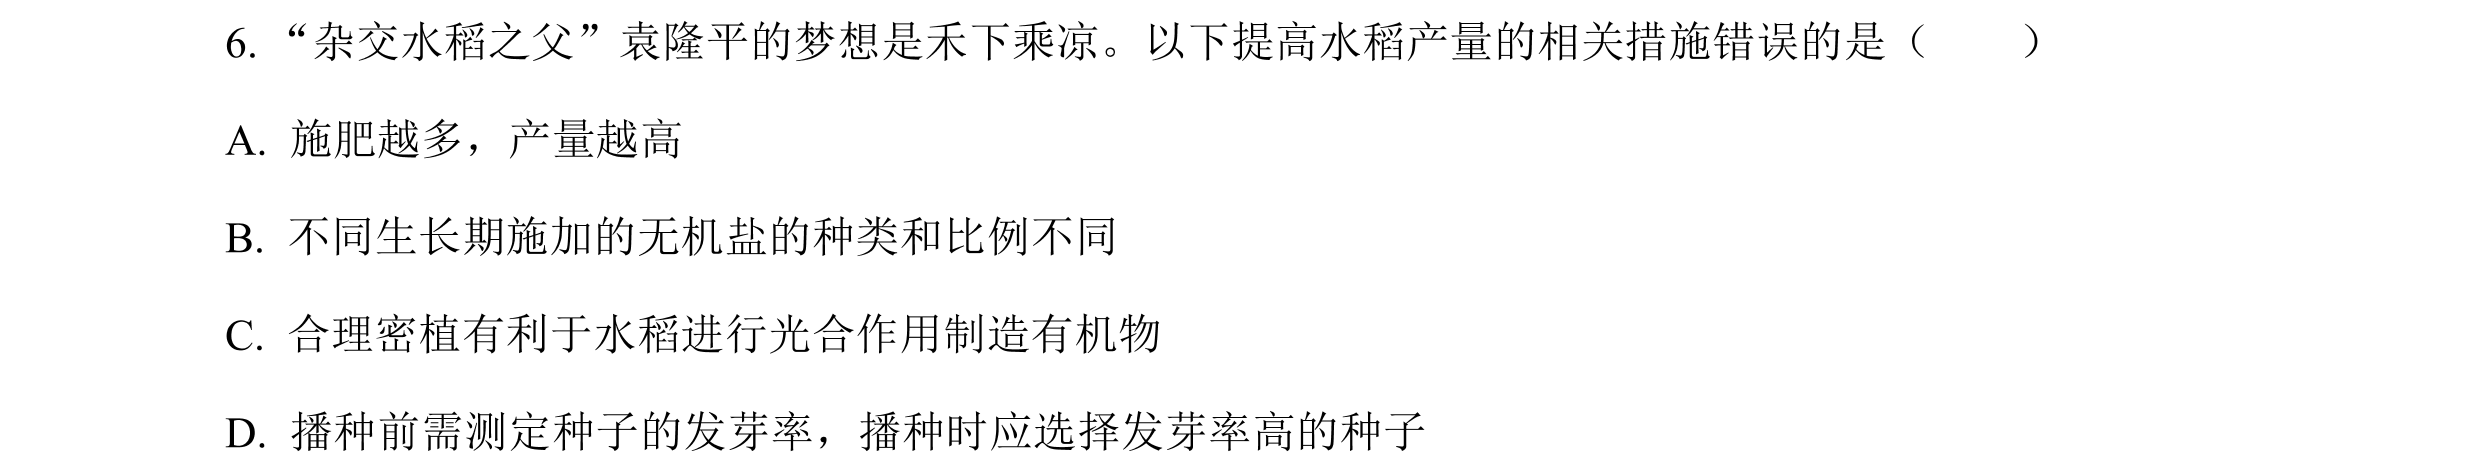 6. “杂交水稻之父”袁隆平的梦想是禾下乘凉。以下提高水稻产量的相关措施错误的是（　　）
A. 施肥越多，产量越高
B. 不同生长期施加的无机盐的种类和比例不同
C. 合理密植有利于水稻进行光合作用制造有机物
D. 播种前需测定种子的发芽率，播种时应选择发芽率高的种子